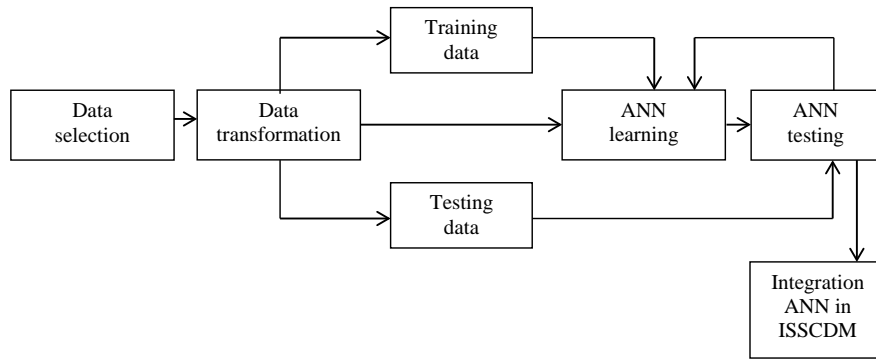 Training
data
Data
selection
Data
transformation
ANN
learning
ANN
testing
Testing
data
Integration
ANN in
ISSCDM